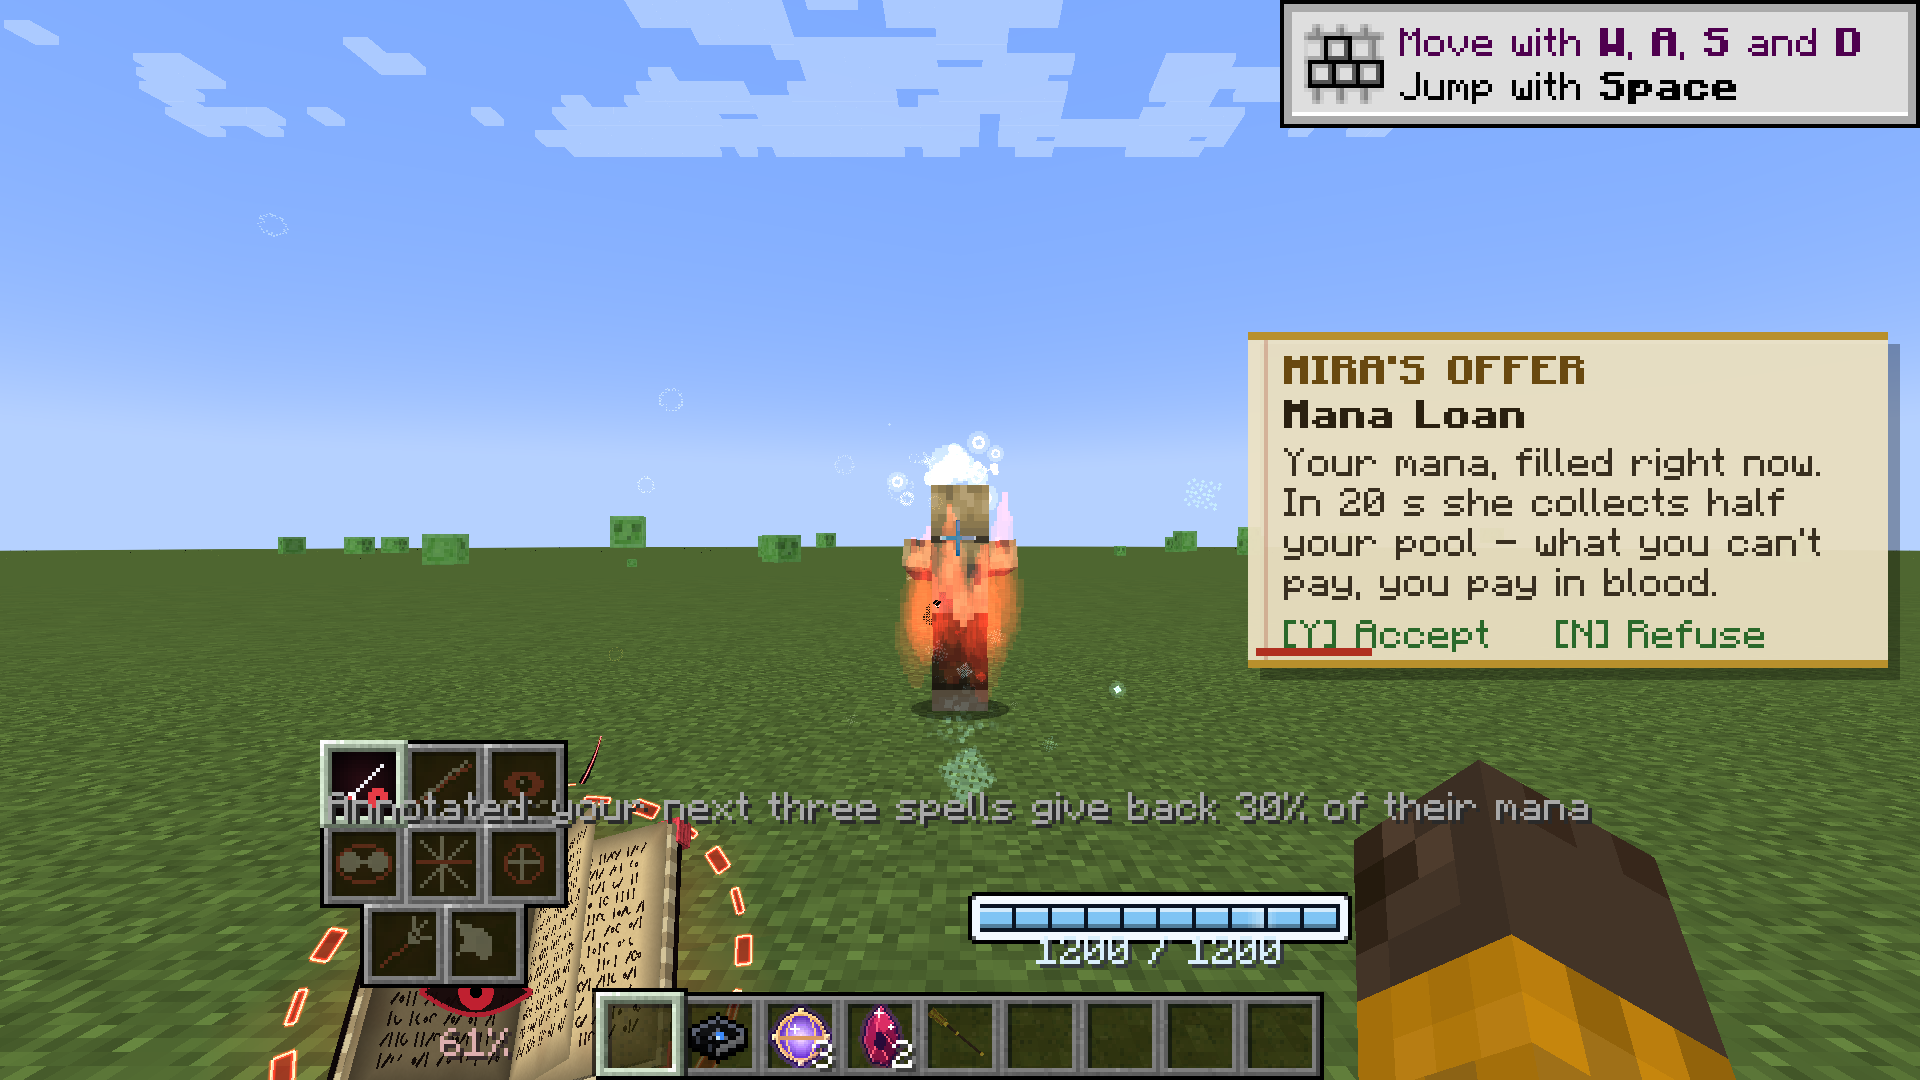 Move with W, A, S and D
Jump with Space
MIRA'S OFFER
Mana Loan
Your mana, filled right now.
In 20 s she collects half
your pool - what you can't
pay, you pay in blood.
[Y] Accept [N] Refuse
Annotated: your next three spells give back 30% of their mana
1200 / 1200
61%
3
2